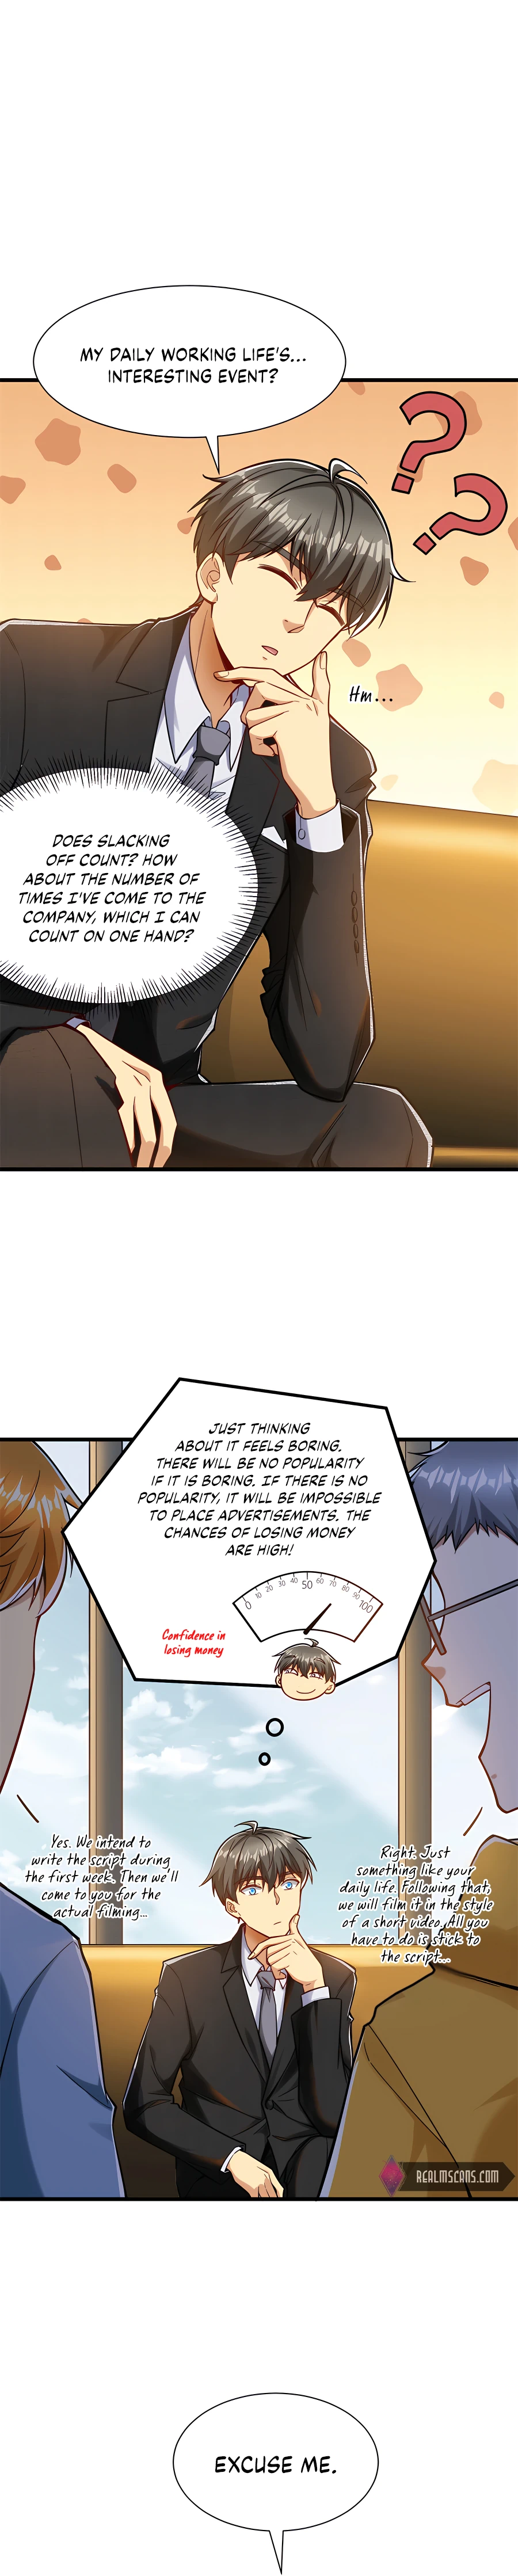 MY DAILY WORKING LIFE'S...
INTERESTING EVENT?
? ?
Hm...
DOES SLACKING
OFF COUNT? HOW
ABOUT THE NUMBER OF
TIMES I'VE COME TO THE
COMPANY, WHICH I CAN
COUNT ON ONE HAND?
JUST THINKING
ABOUT IT FEELS BORING.
THERE WILL BE NO POPULARITY
IF IT IS BORING. IF THERE IS NO
POPULARITY, IT WILL BE IMPOSSIBLE
TO PLACE ADVERTISEMENTS. THE
CHANCES OF LOSING MONEY
ARE HIGH!
0 10 20 30 40 50 60 70 80 90 100
Confidence in
losing money
Yes. We intend to
write the script during
the first week. Then we'll
come to you for the
actual filming...
Right. Just
something like your
daily life. Following that,
we will film it in the style
of a short video. All you
have to do is stick to
the script...
REALMSCANS.COM
EXCUSE ME.